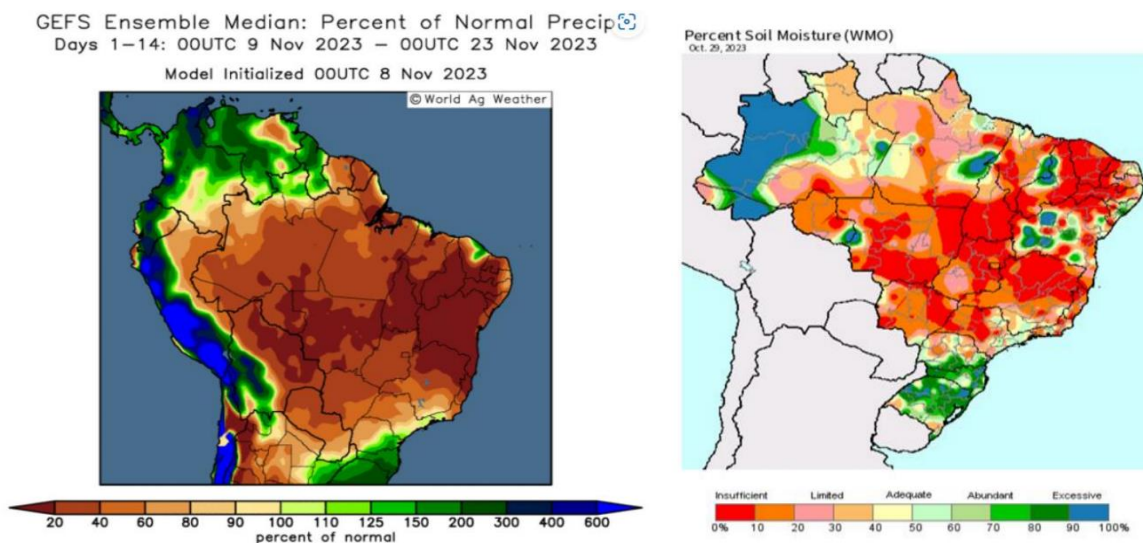 GEFS Ensemble Median: Percent of Normal Precip
Days 1-14: 00UTC 9 Nov 2023 - 00UTC 23 Nov 2023
Model Initialized 00UTC 8 Nov 2023
© World Ag Weather
20 40 60 80 90 100 110 125 150 200 300 400 600
percent of normal
Percent Soil Moisture (WMO)
Oct. 29, 2023
Insufficient Limited Adequate Abundant Excessive
0% 10 20 30 40 50 60 70 80 90 100%